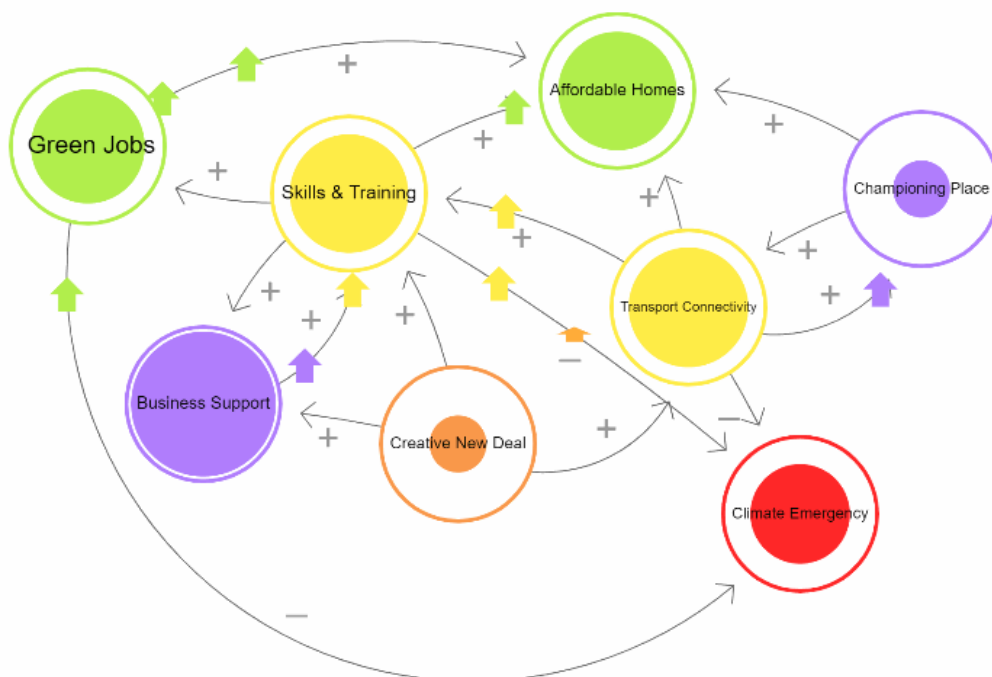 Affordable Homes
+
Green Jobs
+
+
+
Skills & Training
Championing Place
+
+
+
+
+
Transport Connectivity
+
+
+
−
Business Support
−
Creative New Deal
+
+
Climate Emergency
−